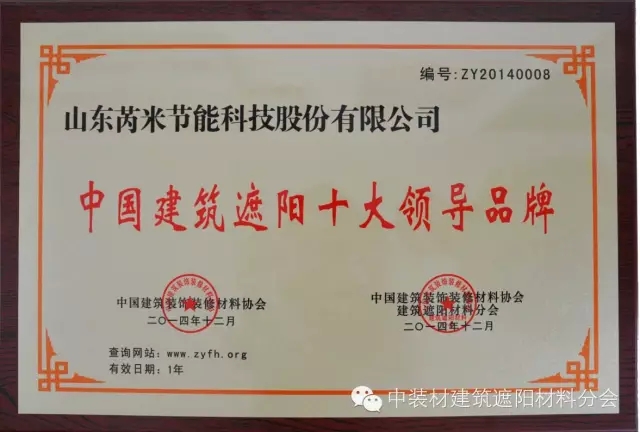 编号:ZY20140008
山东芮米节能科技股份有限公司
中国建筑遮阳十大领导品牌
中国建筑装饰装修材料协会
二〇一四年十二月
中国建筑装饰装修材料协会
建筑遮阳材料分会
二〇一四年十二月
查询网站：www.zyfh.org
有效日期：1年
中装材建筑遮阳材料分会